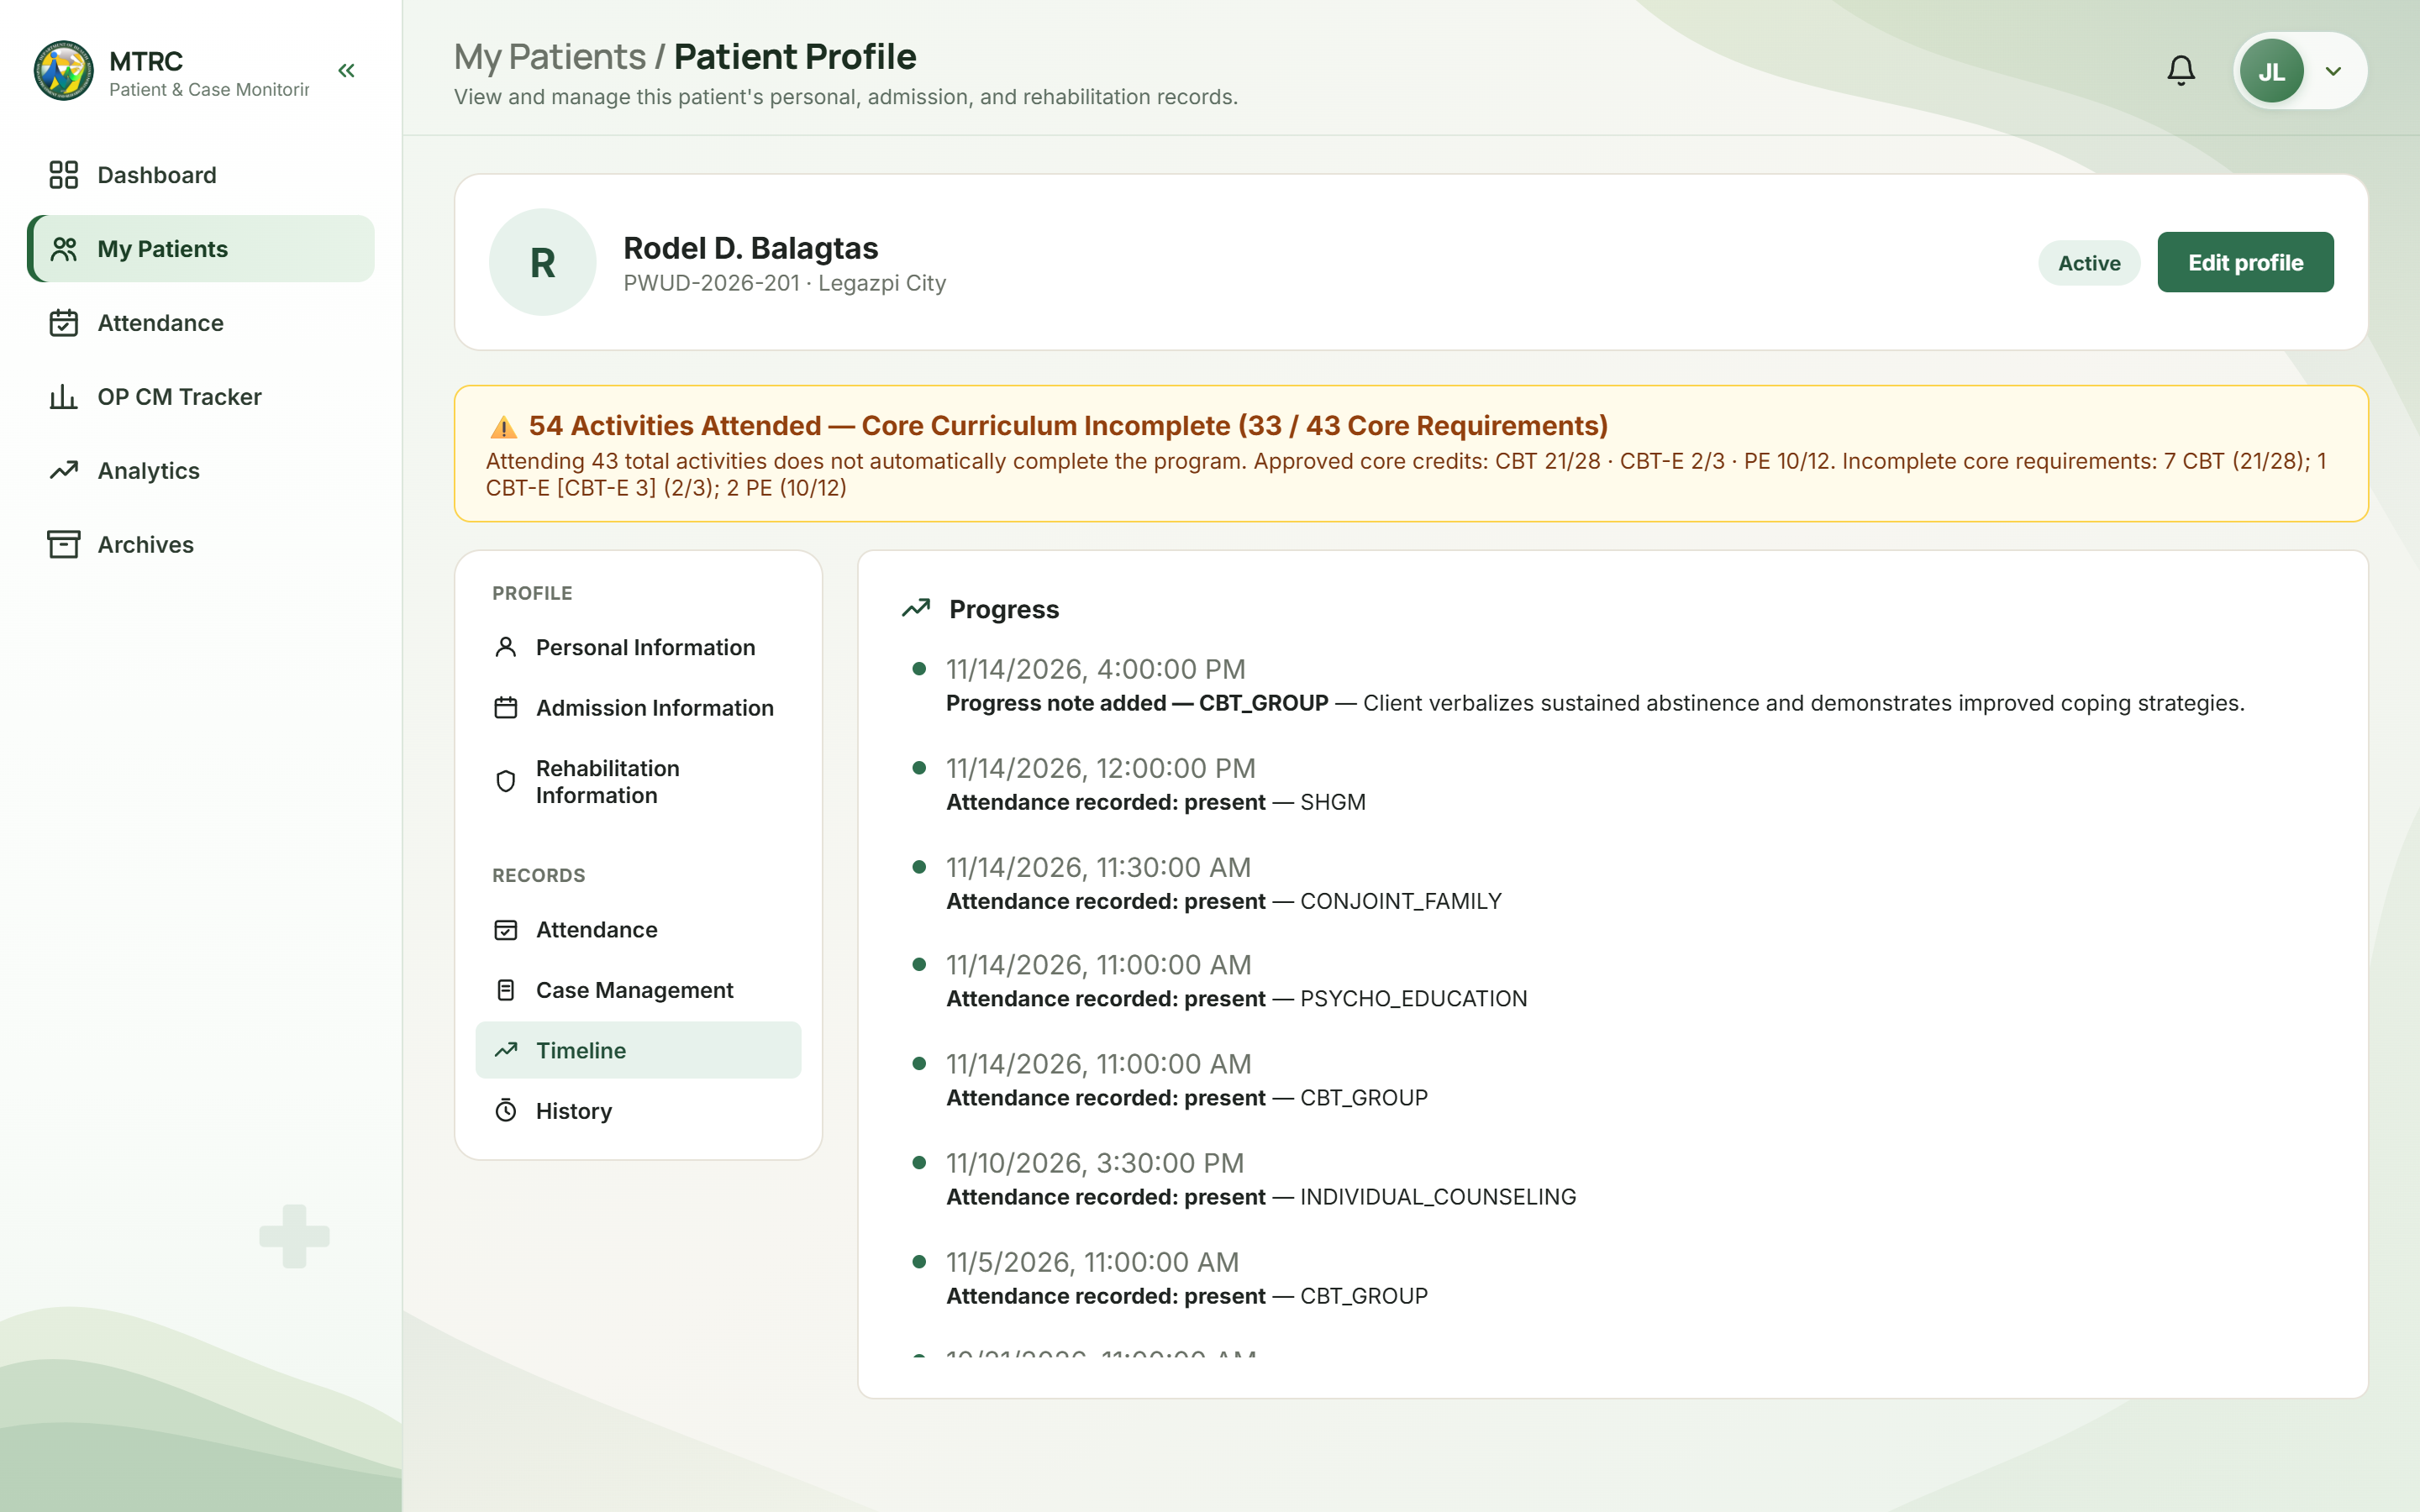 MTRC
Patient & Case Monitorir
Dashboard
My Patients
Attendance
OP CM Tracker
Analytics
Archives
My Patients / Patient Profile
View and manage this patient's personal, admission, and rehabilitation records.
JL
R
Rodel D. Balagtas
PWUD-2026-201 · Legazpi City
Active
Edit profile
⚠️ 54 Activities Attended — Core Curriculum Incomplete (33 / 43 Core Requirements)
Attending 43 total activities does not automatically complete the program. Approved core credits: CBT 21/28 · CBT-E 2/3 · PE 10/12. Incomplete core requirements: 7 CBT (21/28); 1
CBT-E [CBT-E 3] (2/3); 2 PE (10/12)
PROFILE
Personal Information
Admission Information
Rehabilitation
Information
RECORDS
Attendance
Case Management
Timeline
History
Progress
11/14/2026, 4:00:00 PM
Progress note added — CBT_GROUP — Client verbalizes sustained abstinence and demonstrates improved coping strategies.
11/14/2026, 12:00:00 PM
Attendance recorded: present — SHGM
11/14/2026, 11:30:00 AM
Attendance recorded: present — CONJOINT_FAMILY
11/14/2026, 11:00:00 AM
Attendance recorded: present — PSYCHO_EDUCATION
11/14/2026, 11:00:00 AM
Attendance recorded: present — CBT_GROUP
11/10/2026, 3:30:00 PM
Attendance recorded: present — INDIVIDUAL_COUNSELING
11/5/2026, 11:00:00 AM
Attendance recorded: present — CBT_GROUP